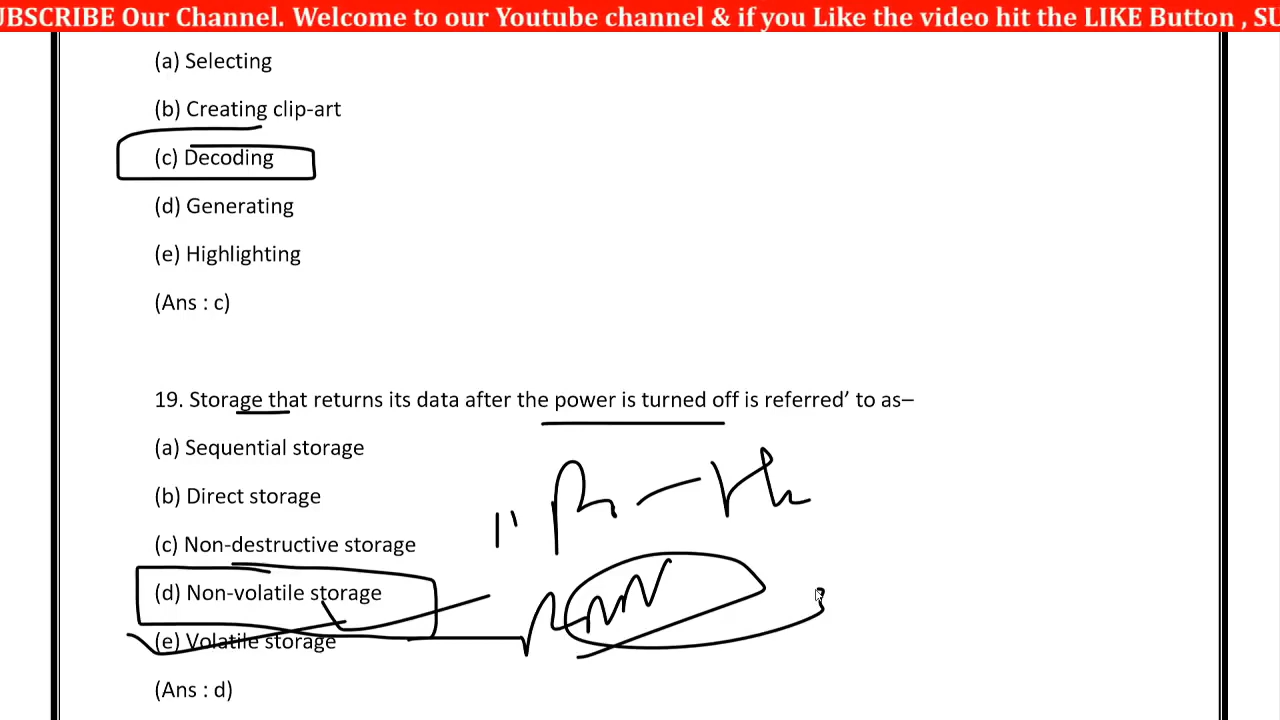 UBSCRIBE Our Channel. Welcome to our Youtube channel & if you Like the video hit the LIKE Button , SU
(a) Selecting
(b) Creating clip-art
(c) Decoding
(d) Generating
(e) Highlighting
(Ans : c)
19. Storage that returns its data after the power is turned off is referred’ to as–
(a) Sequential storage
(b) Direct storage
(c) Non-destructive storage
(d) Non-volatile storage
(e) Volatile storage
(Ans : d)